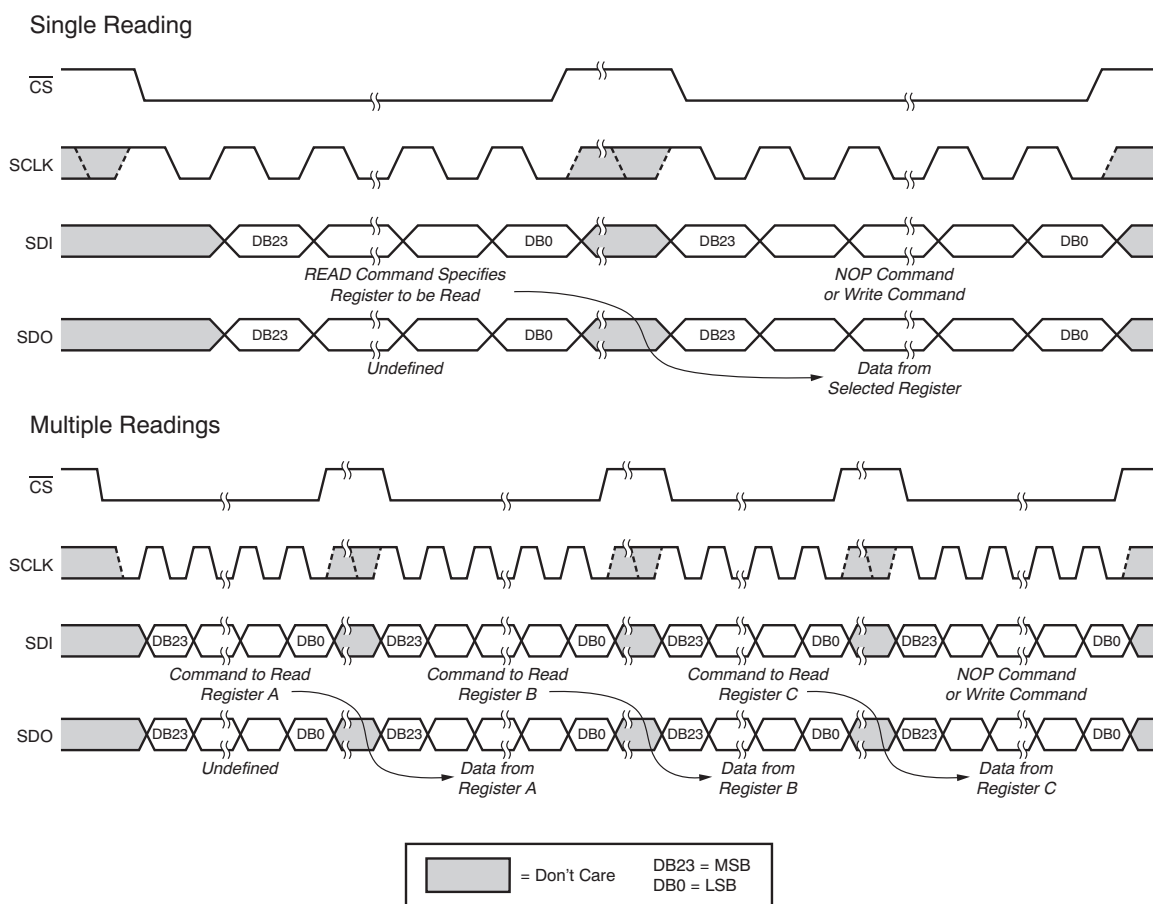 Single Reading
CS
SCLK
SDI
DB23
DB0
DB23
DB0
READ Command Specifies
Register to be Read
NOP Command
or Write Command
SDO
DB23
DB0
DB23
DB0
Undefined
Data from
Selected Register
Multiple Readings
CS
SCLK
SDI
DB23
DB0
DB23
DB0
DB23
DB0
DB23
DB0
Command to Read
Register A
Command to Read
Register B
Command to Read
Register C
NOP Command
or Write Command
SDO
DB23
DB0
DB23
DB0
DB23
DB0
DB23
DB0
Undefined
Data from
Register A
Data from
Register B
Data from
Register C
= Don't Care
DB23 = MSB
DB0 = LSB